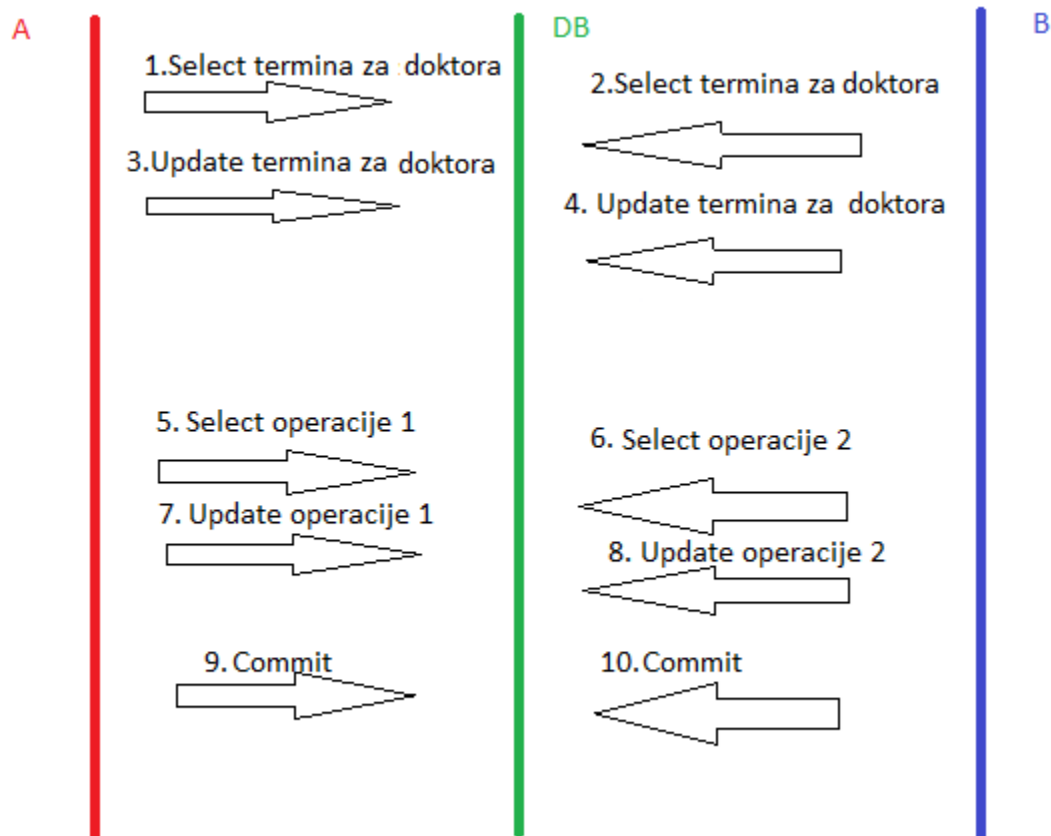 A
DB
B
1.Select termina za doktora
2.Select termina za doktora
3.Update termina za doktora
4. Update termina za doktora
5. Select operacije 1
6. Select operacije 2
7. Update operacije 1
8. Update operacije 2
9. Commit
10. Commit